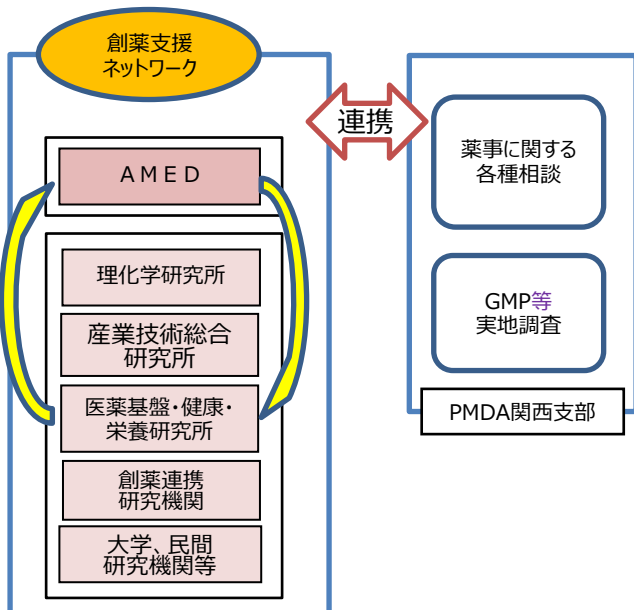 創薬支援
ネットワーク
連携
AMED
理化学研究所
産業技術総合
研究所
医薬基盤・健康・
栄養研究所
創薬連携
研究機関
大学、民間
研究機関等
薬事に関する
各種相談
GMP等
実地調査
PMDA関西支部